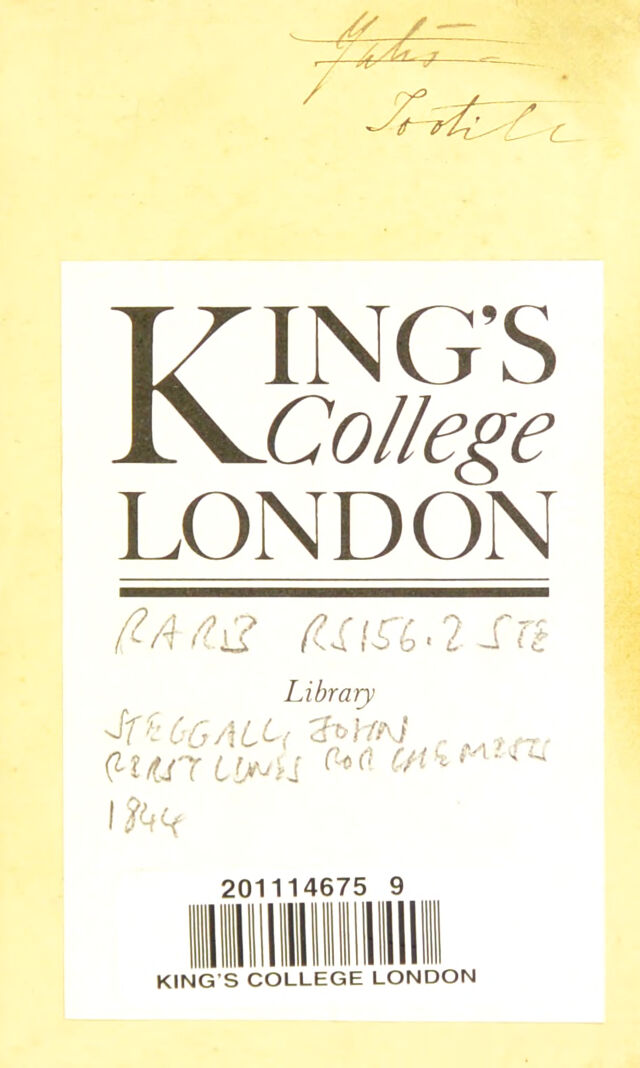 Tootill
KING'S
College
LONDON
RARB RS156.2 STE
Library
STEGGALL, JOHN
FIRST LINES FOR CHEMISTS
1844
201114675 9
KING'S COLLEGE LONDON